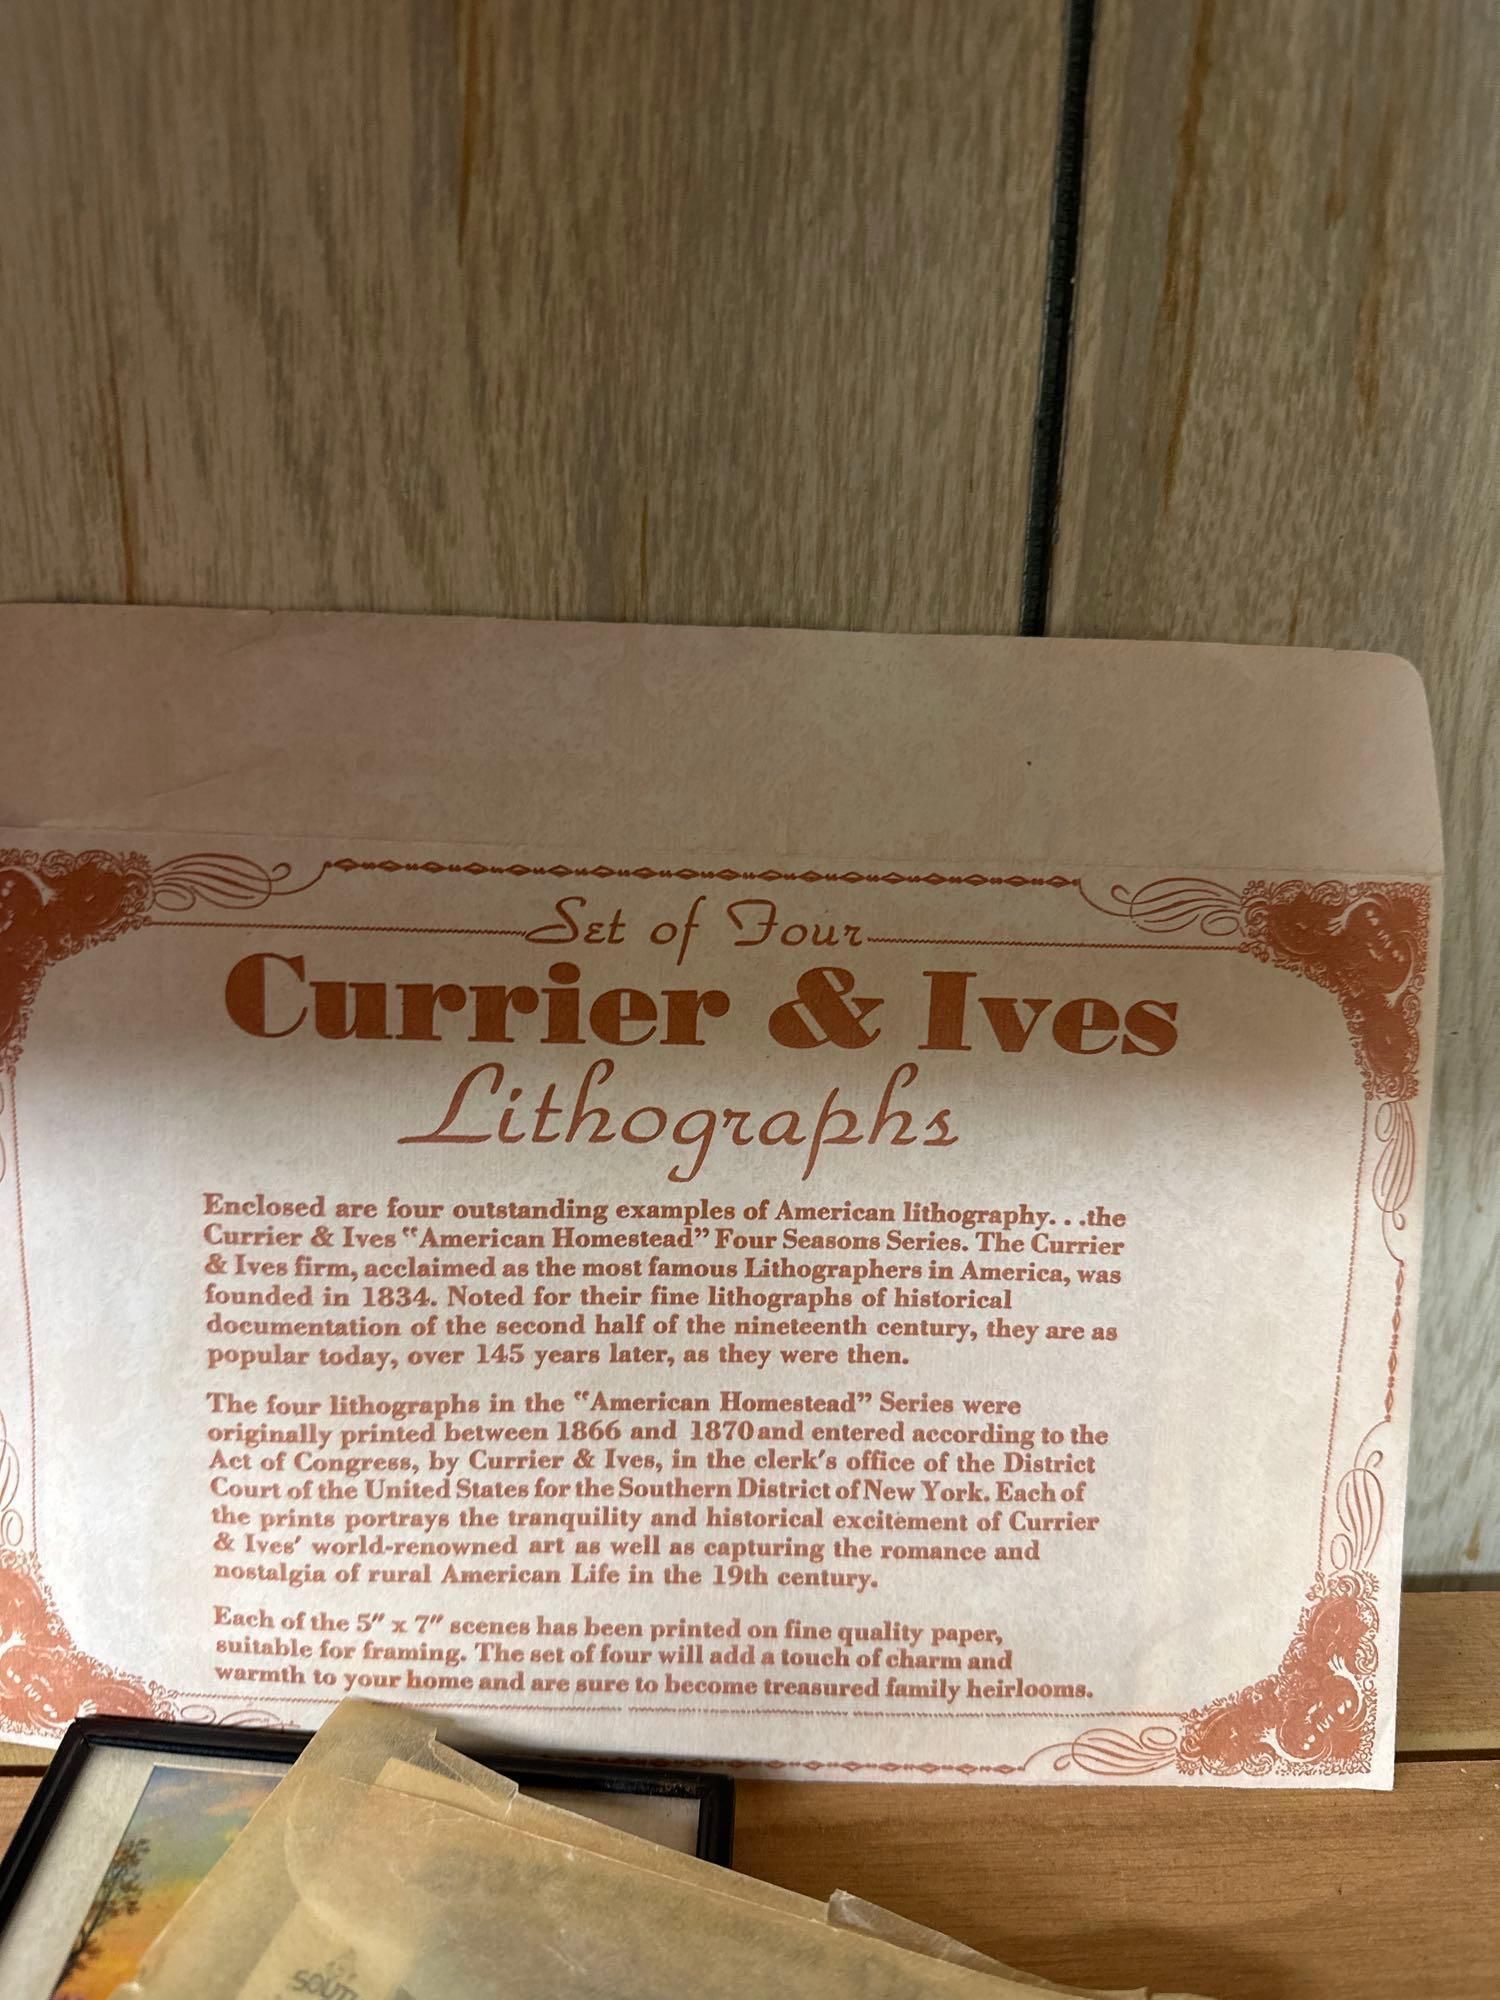 Set of Four
Currier & Ives
Lithographs
Enclosed are four outstanding examples of American lithography. . .the
Currier & Ives "American Homestead" Four Seasons Series. The Currier
& Ives firm, acclaimed as the most famous Lithographers in America, was
founded in 1834. Noted for their fine lithographs of historical
documentation of the second half of the nineteenth century, they are as
popular today, over 145 years later, as they were then.
The four lithographs in the "American Homestead" Series were
originally printed between 1866 and 1870 and entered according to the
Act of Congress, by Currier & Ives, in the clerk's office of the District
Court of the United States for the Southern District of New York. Each of
the prints portrays the tranquility and historical excitement of Currier
& Ives' world-renowned art as well as capturing the romance and
nostalgia of rural American Life in the 19th century.
Each of the 5" x 7" scenes has been printed on fine quality paper,
suitable for framing. The set of four will add a touch of charm and
warmth to your home and are sure to become treasured family heirlooms.